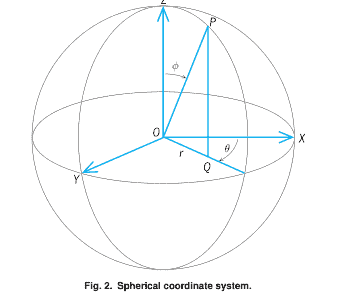 Z
P
ϕ
O
X
θ
r
Q
Y
Fig. 2. Spherical coordinate system.